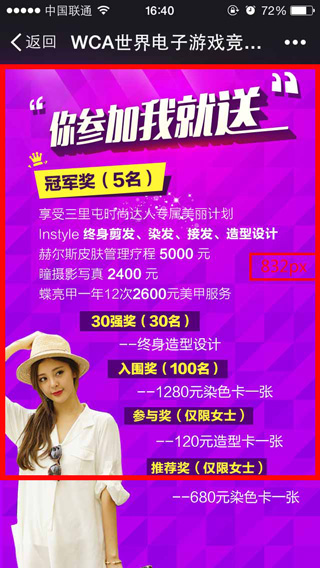 中国联通
16:40
72%
返回
WCA世界电子游戏竞...
“你参加我就送”
冠军奖（5名）
享受三里屯时尚达人专属美丽计划
Instyle 终身剪发、染发、接发、造型设计
赫尔斯皮肤管理疗程 5000 元
瞳摄影写真 2400 元
蝶亮甲一年12次2600元美甲服务
832px
30强奖（30名）
--终身造型设计
入围奖（100名）
--1280元染色卡一张
参与奖（仅限女士）
--120元造型卡一张
推荐奖（仅限女士）
--680元染色卡一张